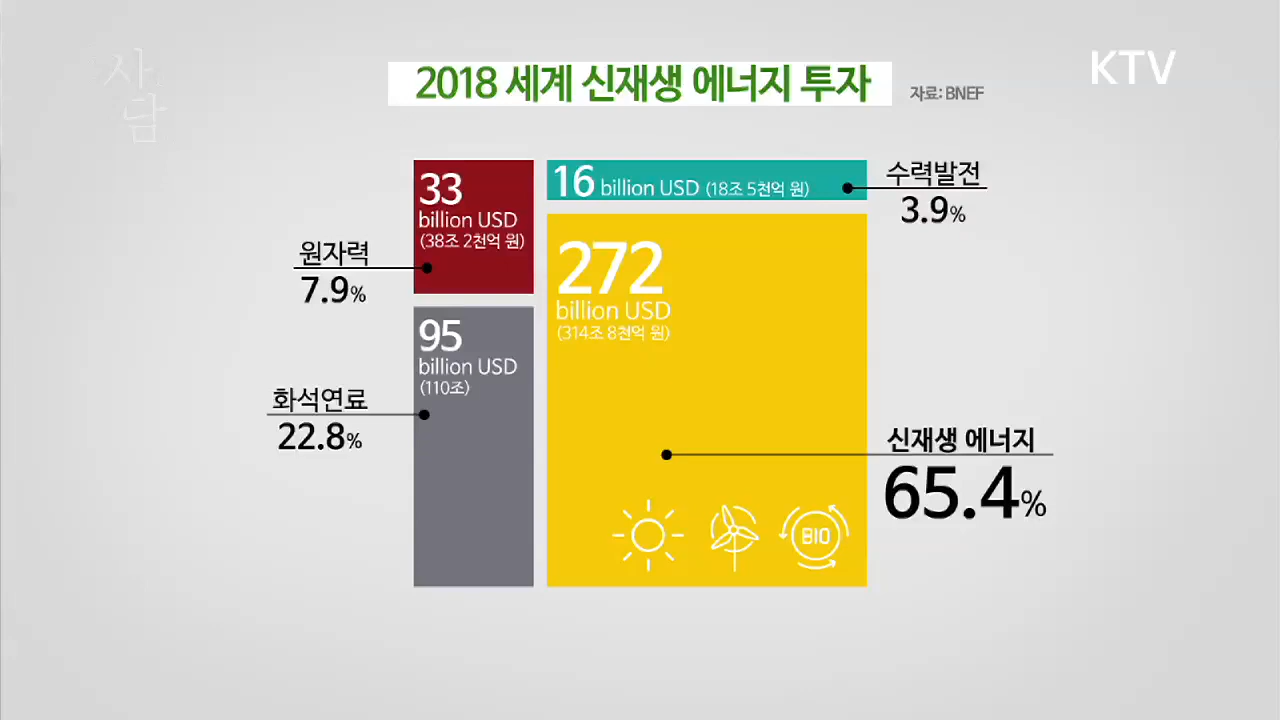 사
담
KTV
2018 세계 신재생 에너지 투자
자료: BNEF
33
billion USD
(38조 2천억 원)
원자력
7.9%
95
billion USD
(110조)
화석연료
22.8%
16 billion USD (18조 5천억 원)
수력발전
3.9%
272
billion USD
(314조 8천억 원)
신재생 에너지
65.4%
BIO